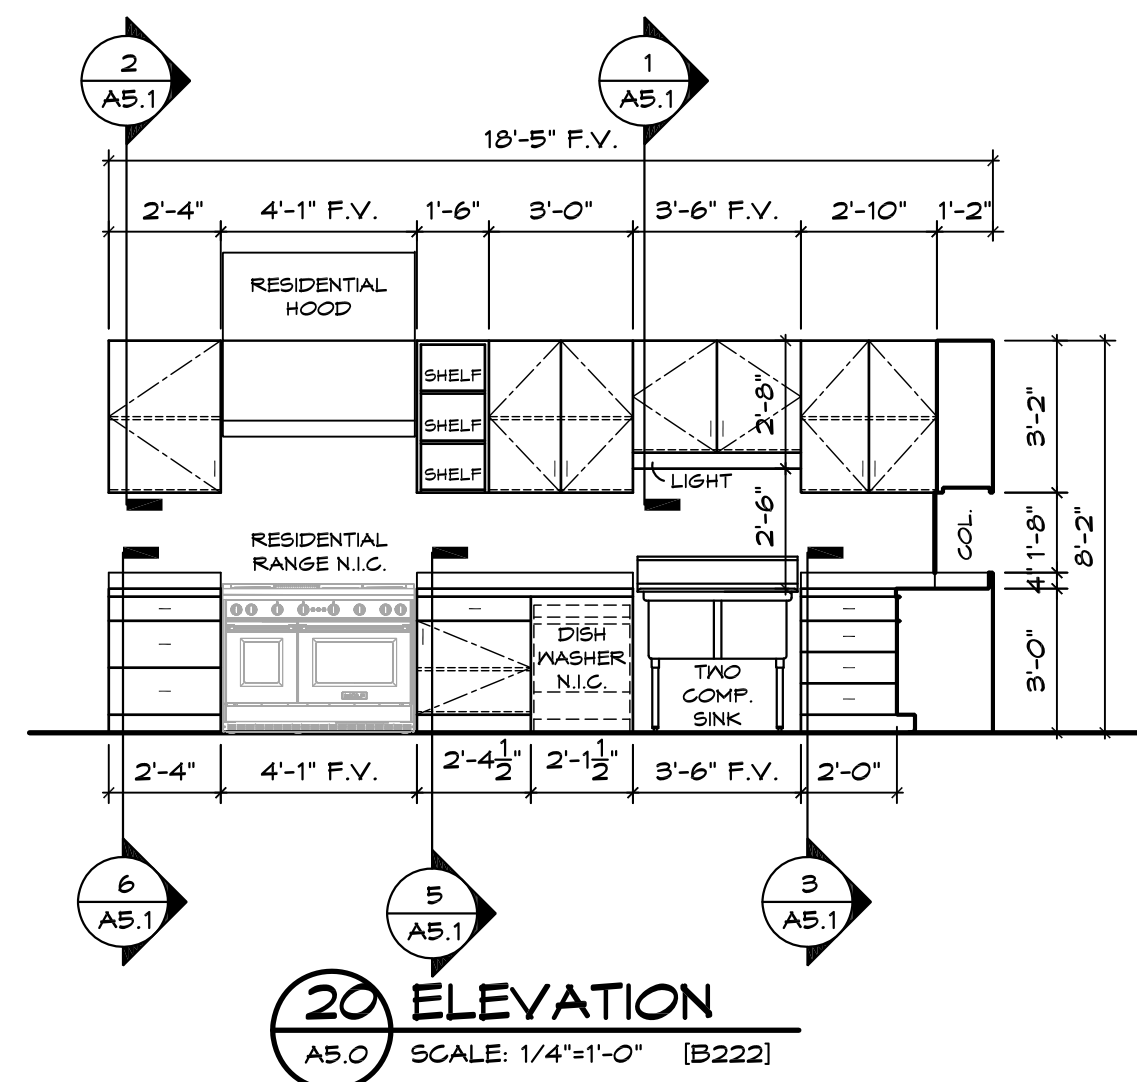 2
A5.1
1
A5.1
18'-5" F.V.
2'-4"
4'-1" F.V.
1'-6"
3'-0"
3'-6" F.V.
2'-10"
1'-2"
RESIDENTIAL
HOOD
SHELF
SHELF
SHELF
2'-8"
3'-2"
LIGHT
2'-6"
COL.
1'-8"
8'-2"
4"
3'-0"
RESIDENTIAL
RANGE N.I.C.
DISH
WASHER
N.I.C.
TWO
COMP.
SINK
2'-4"
4'-1" F.V.
2'-4 1/2"
2'-1 1/2"
3'-6" F.V.
2'-0"
6
A5.1
5
A5.1
3
A5.1
20
ELEVATION
A5.0
SCALE: 1/4"=1'-0" [B222]